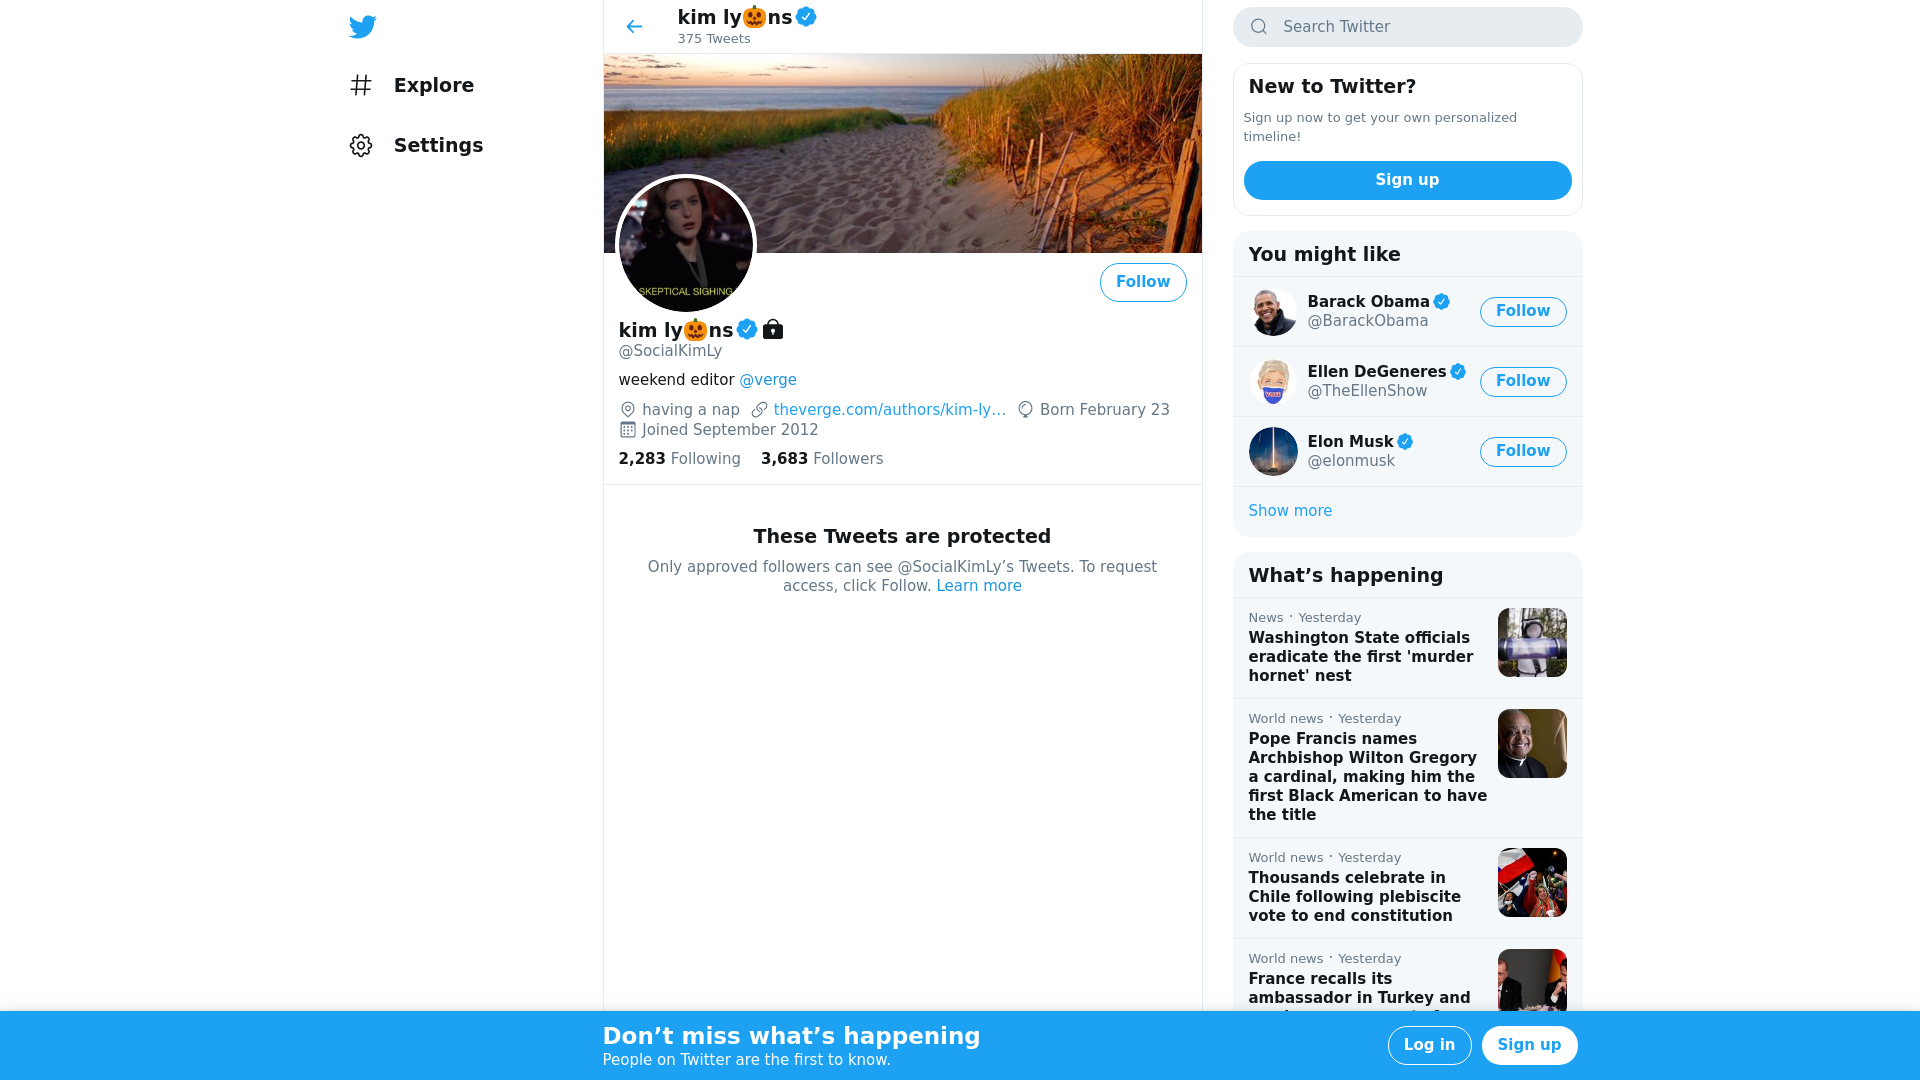 Explore
Settings
kim ly🎃ns
375 Tweets
SKEPTICAL SIGHING
Follow
kim ly🎃ns
@SocialKimLy
weekend editor @verge
having a nap theverge.com/authors/kim-ly… Born February 23
Joined September 2012
2,283 Following 3,683 Followers
These Tweets are protected
Only approved followers can see @SocialKimLy’s Tweets. To request
access, click Follow. Learn more
Search Twitter
New to Twitter?
Sign up now to get your own personalized
timeline!
Sign up
You might like
Barack Obama
@BarackObama
Follow
Ellen DeGeneres
@TheEllenShow
Follow
Elon Musk
@elonmusk
Follow
Show more
What’s happening
News · Yesterday
Washington State officials
eradicate the first 'murder
hornet' nest
World news · Yesterday
Pope Francis names
Archbishop Wilton Gregory
a cardinal, making him the
first Black American to have
the title
World news · Yesterday
Thousands celebrate in
Chile following plebiscite
vote to end constitution
World news · Yesterday
France recalls its
ambassador in Turkey and
Don’t miss what’s happening
People on Twitter are the first to know.
Log in
Sign up